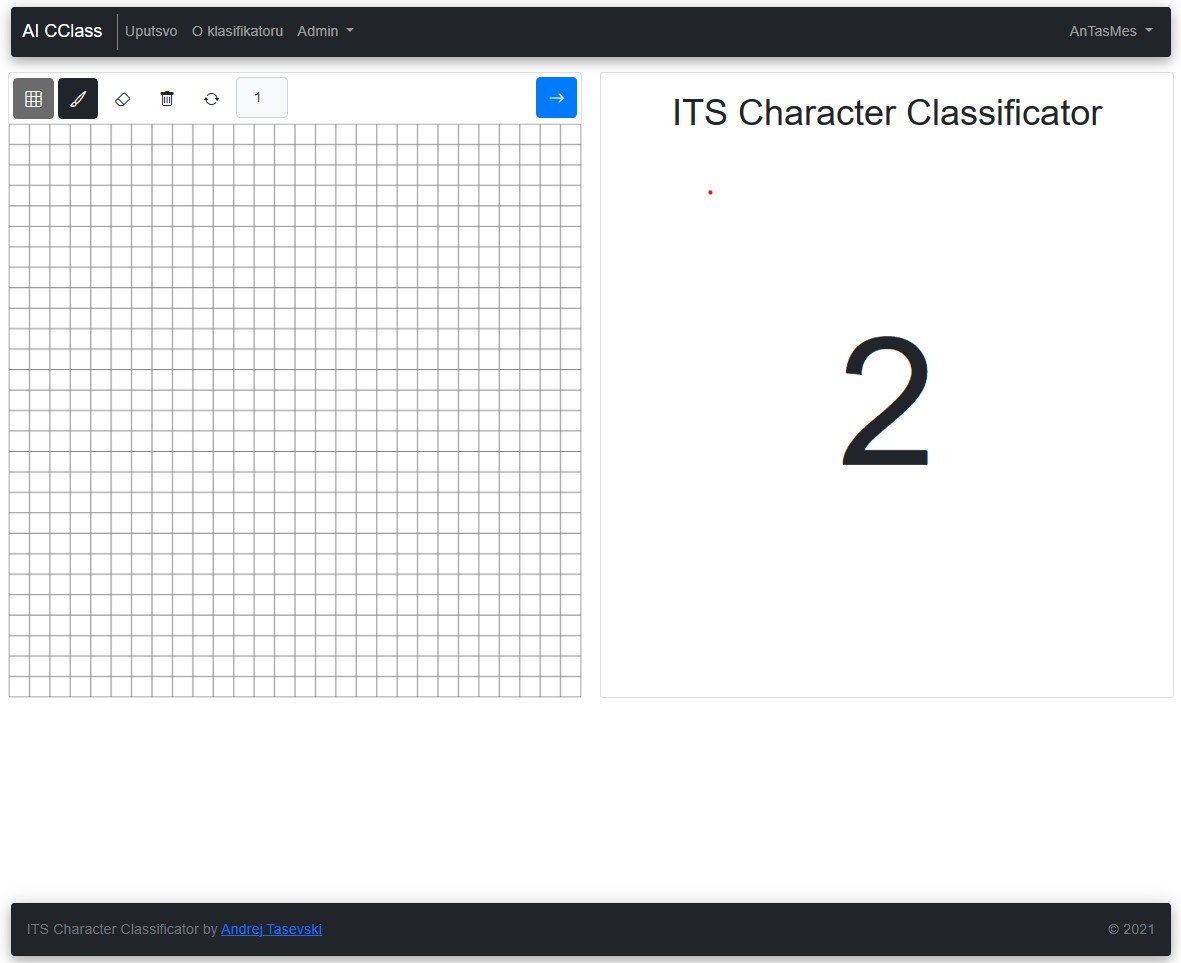 AI CClass Uputsvo O klasifikatoru Admin AnTasMes
1
ITS Character Classificator
2
ITS Character Classificator by Andrej Tasevski © 2021